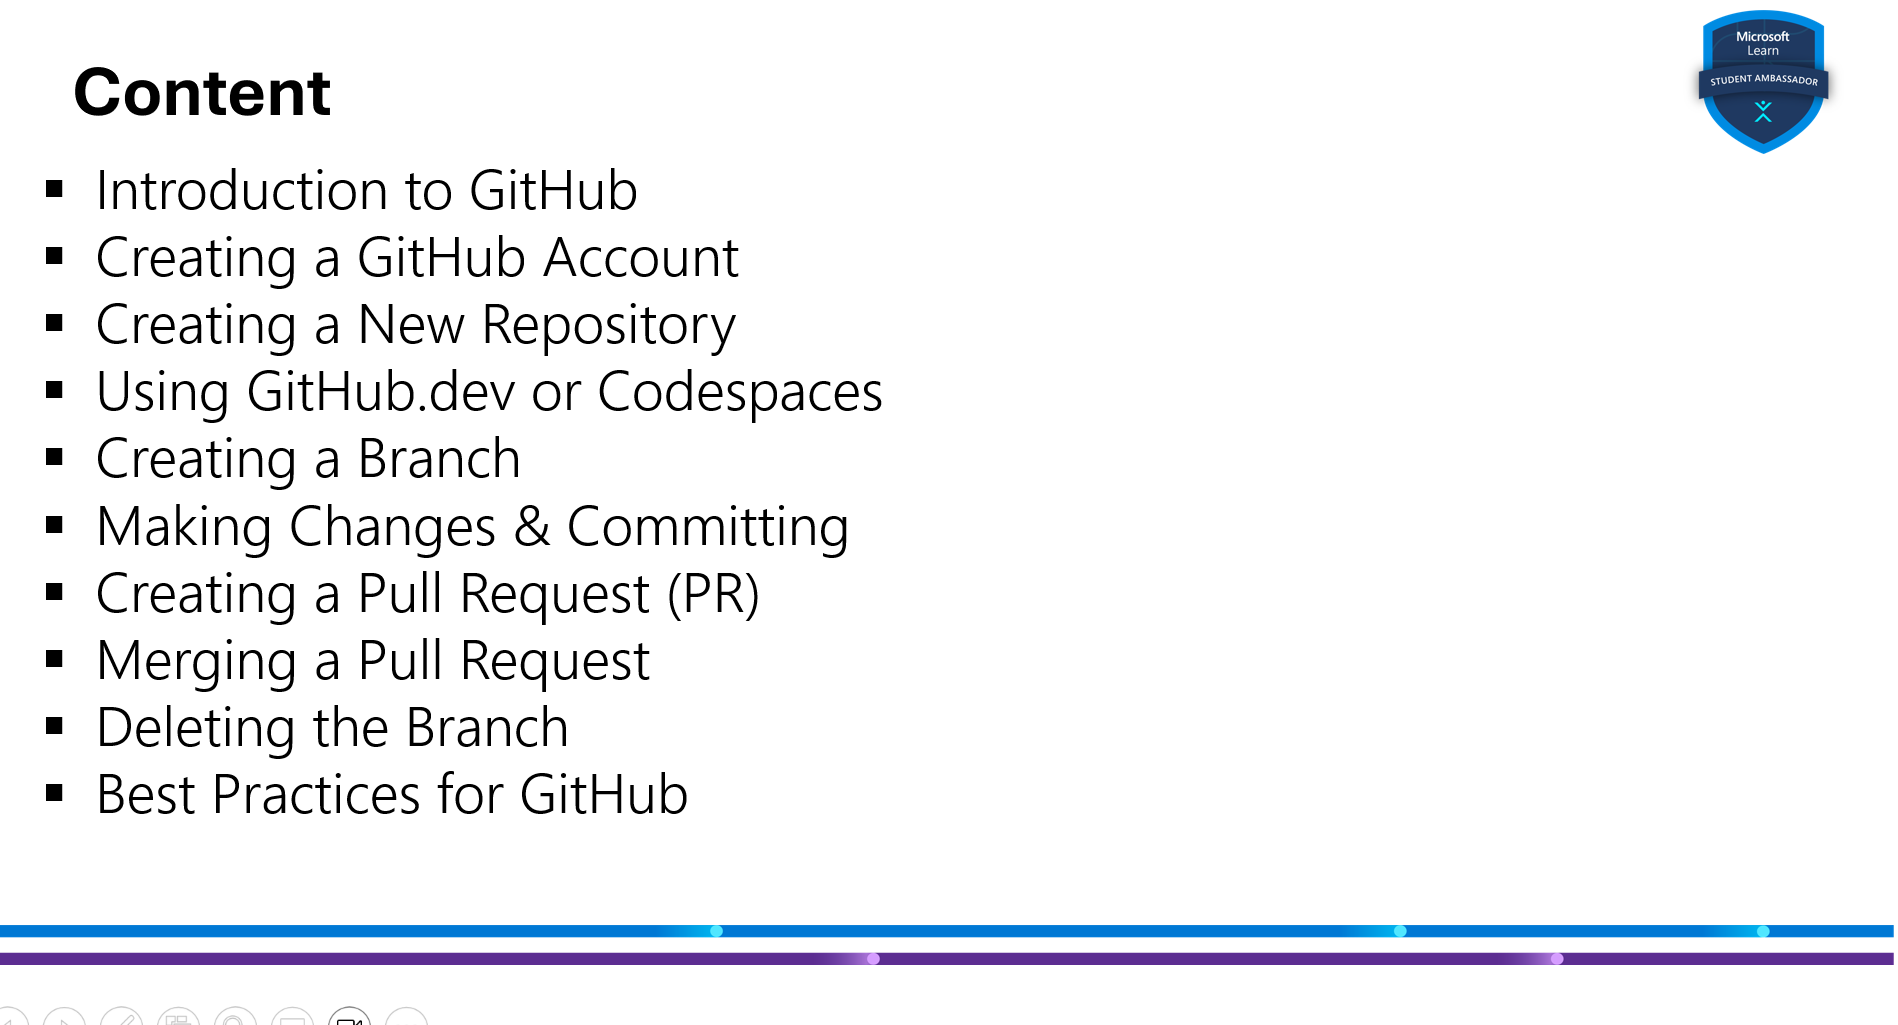 Microsoft
Learn
STUDENT AMBASSADOR
Content
▪ Introduction to GitHub
▪ Creating a GitHub Account
▪ Creating a New Repository
▪ Using GitHub.dev or Codespaces
▪ Creating a Branch
▪ Making Changes & Committing
▪ Creating a Pull Request (PR)
▪ Merging a Pull Request
▪ Deleting the Branch
▪ Best Practices for GitHub